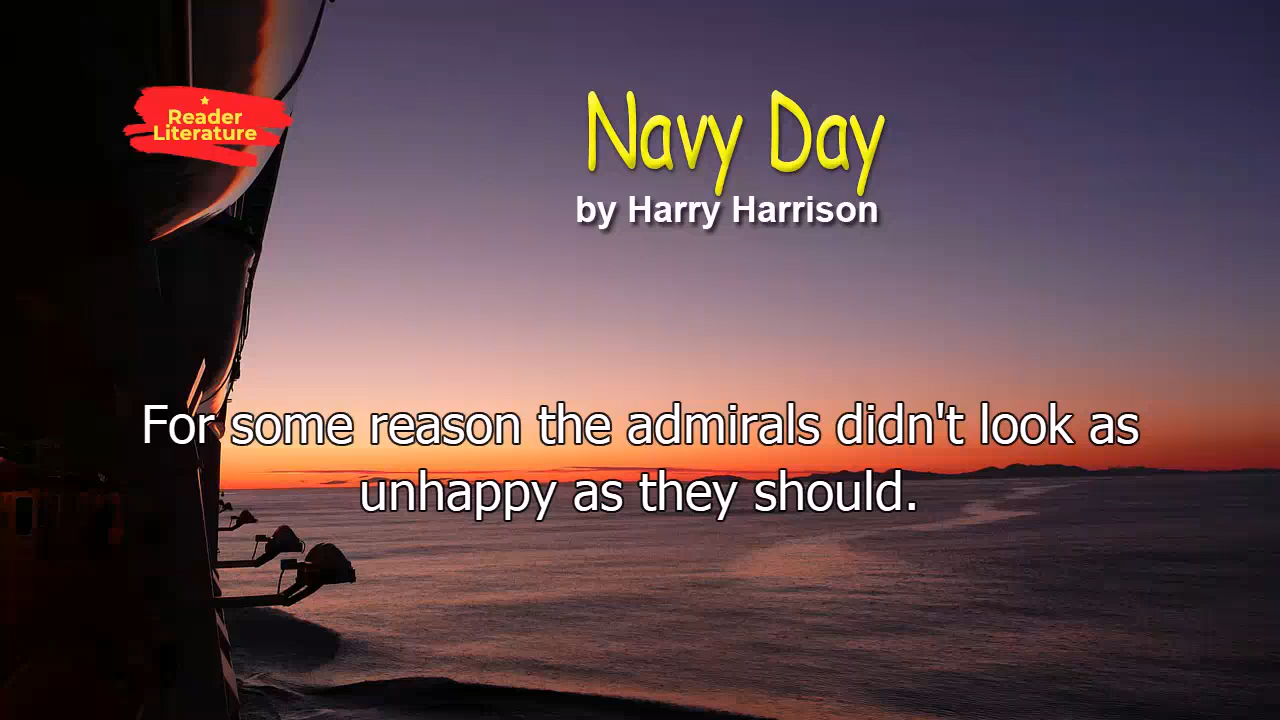 Reader
Literature
Navy Day
by Harry Harrison
For some reason the admirals didn't look as
unhappy as they should.